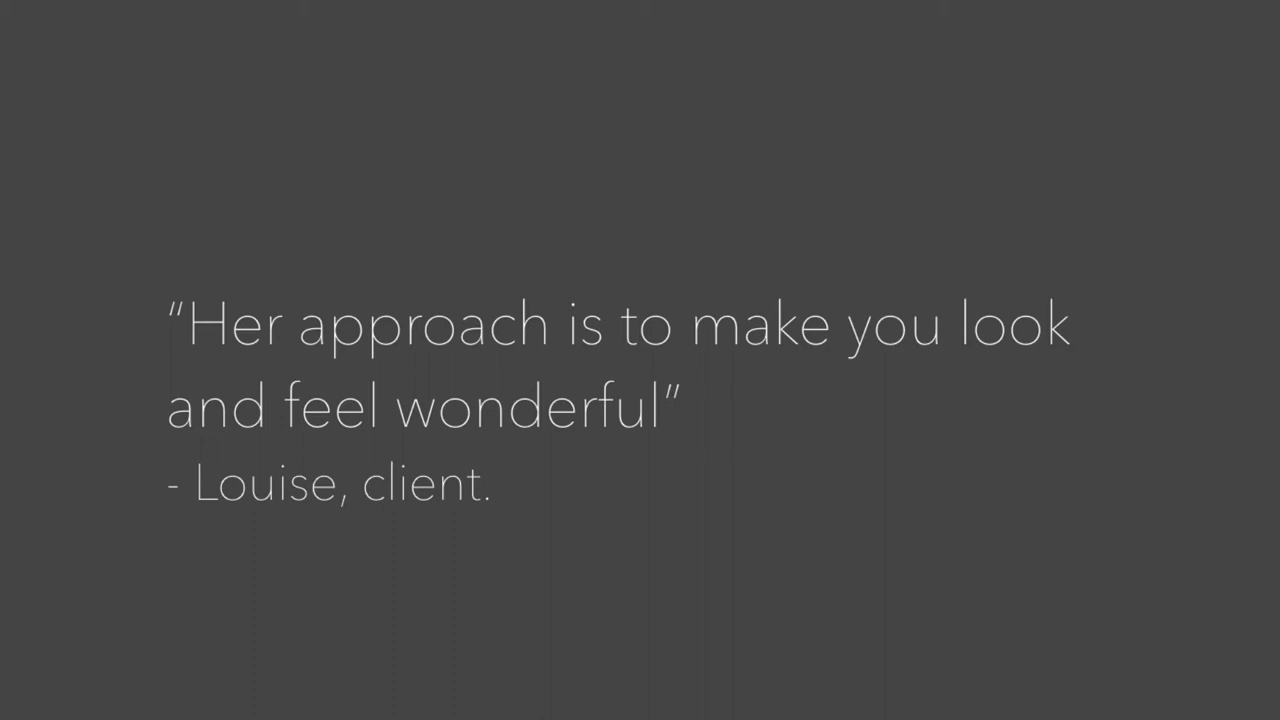 “Her approach is to make you look
and feel wonderful”
- Louise, client.